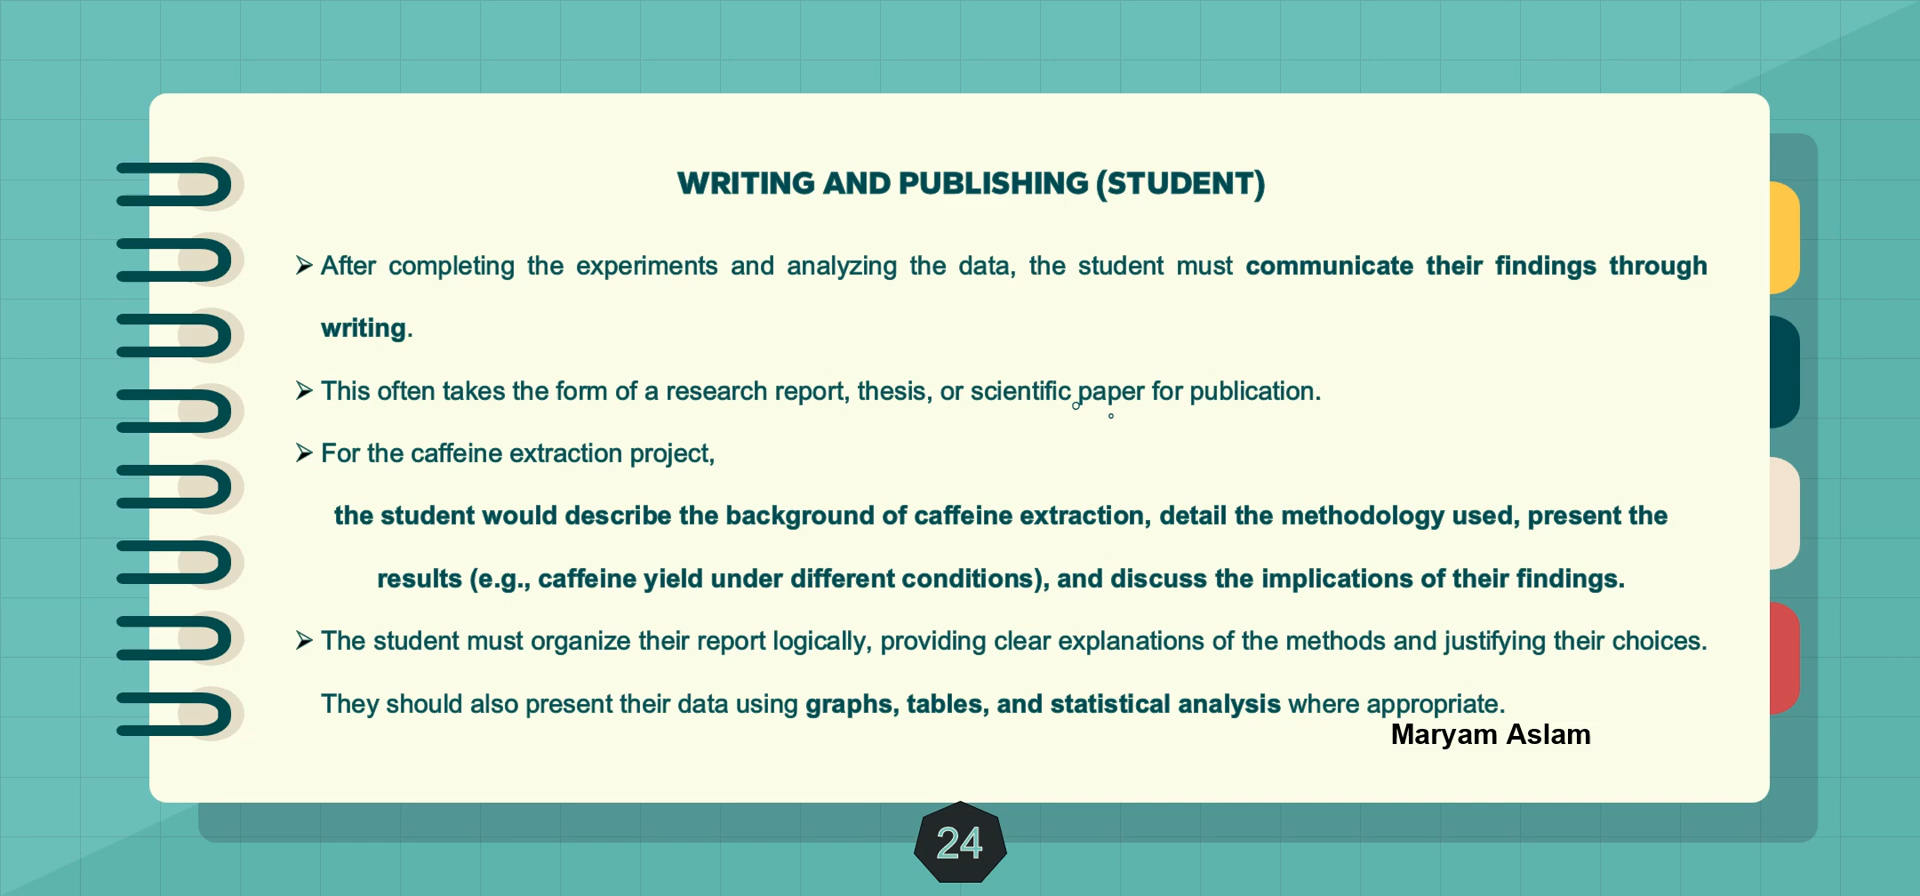 WRITING AND PUBLISHING (STUDENT)
➢ After completing the experiments and analyzing the data, the student must communicate their findings through
writing.
➢ This often takes the form of a research report, thesis, or scientific paper for publication.
➢ For the caffeine extraction project,
the student would describe the background of caffeine extraction, detail the methodology used, present the
results (e.g., caffeine yield under different conditions), and discuss the implications of their findings.
➢ The student must organize their report logically, providing clear explanations of the methods and justifying their choices.
They should also present their data using graphs, tables, and statistical analysis where appropriate.
Maryam Aslam
24